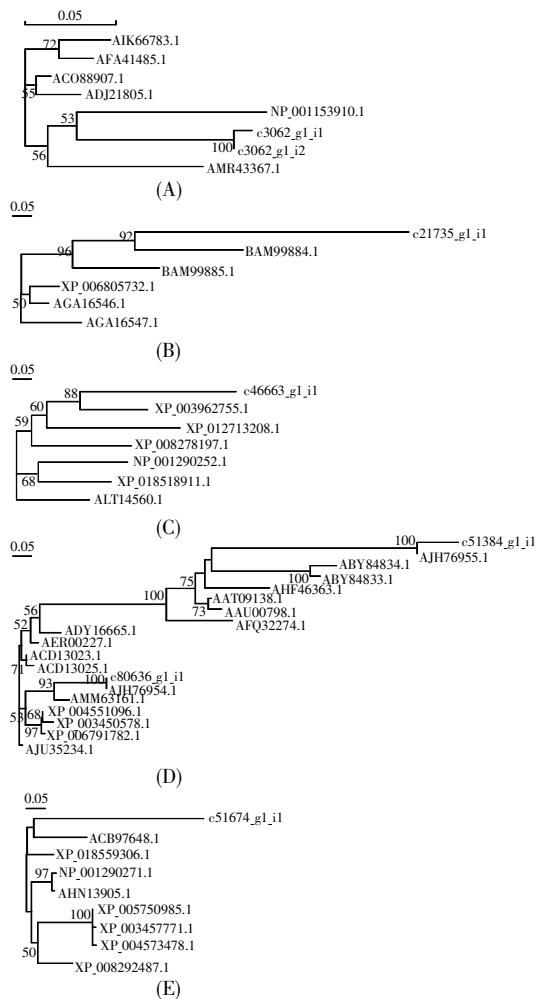 0.05
AIK66783.1
72
AFA41485.1
ACO88907.1
55
ADJ21805.1
NP_001153910.1
53
c3062_g1_i1
100
c3062_g1_i2
56
AMR43367.1
(A)
0.05
92
c21735_g1_i1
96
BAM99884.1
BAM99885.1
XP_006805732.1
50
AGA16546.1
AGA16547.1
(B)
0.05
88
c46663_g1_i1
60
XP_003962755.1
59
XP_012713208.1
XP_008278197.1
NP_001290252.1
68
XP_018518911.1
ALT14560.1
(C)
0.05
100
c51384_g1_i1
AJH76955.1
ABY84834.1
100
ABY84833.1
75
AHF46363.1
100
AAT09138.1
73
AAU00798.1
56
AFQ32274.1
52
ADY16665.1
AER00227.1
ACD13023.1
71
ACD13025.1
c80636_g1_i1
93
100
AJH76954.1
AMM63161.1
53
68
XP_004551096.1
XP_003450578.1
97
XP_006791782.1
AJU35234.1
(D)
0.05
c51674_g1_i1
ACB97648.1
XP_018559306.1
97
NP_001290271.1
AHN13905.1
100
XP_005750985.1
XP_003457771.1
XP_004573478.1
50
XP_008292487.1
(E)